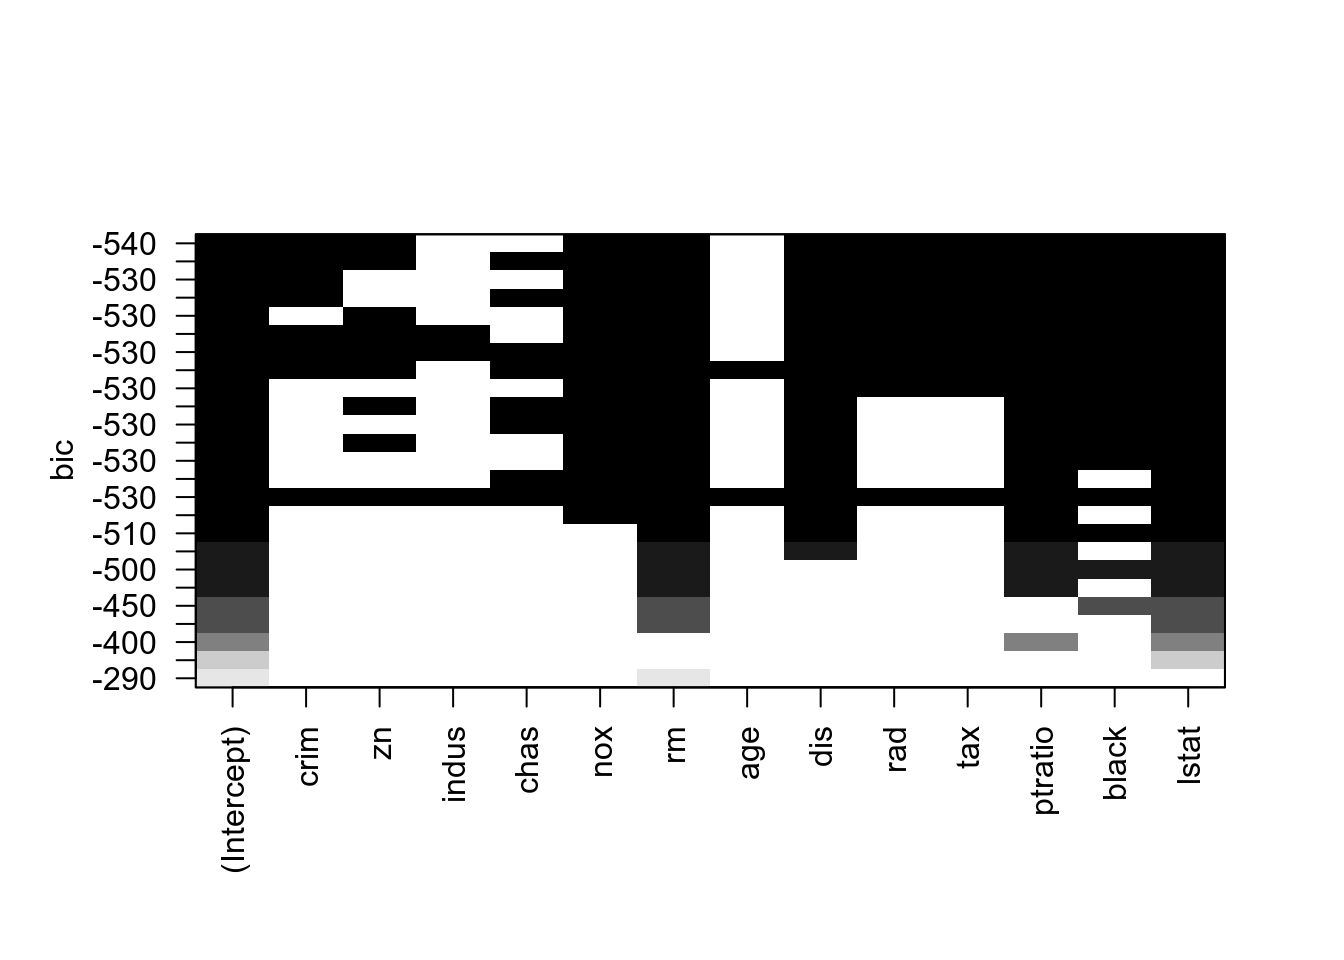 -540
-530
-530
-530
-530
-530
-530
-530
-510
-500
-450
-400
-290
bic
(Intercept)
crim
zn
indus
chas
nox
rm
age
dis
rad
tax
ptratio
black
lstat